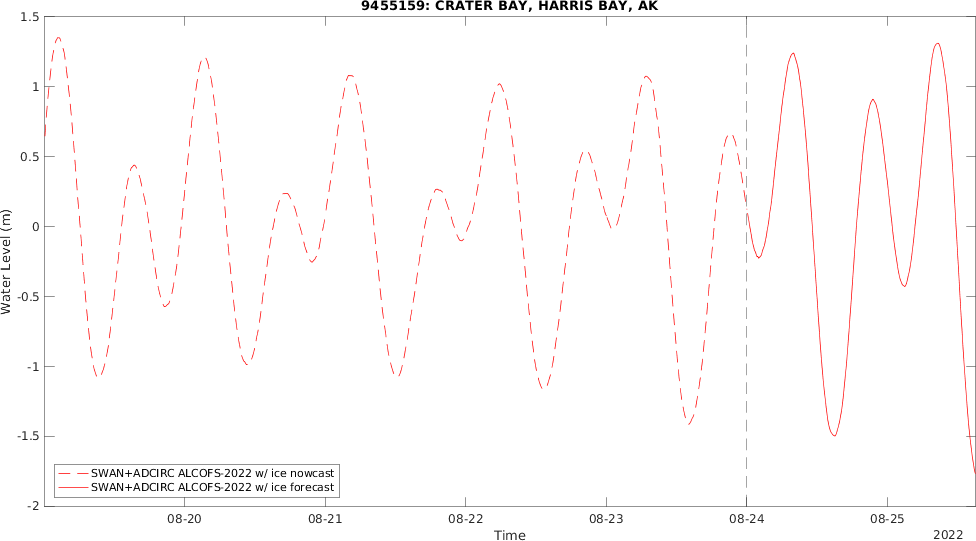 9455159: CRATER BAY, HARRIS BAY, AK
Water Level (m)
1.5
1
0.5
0
-0.5
-1
-1.5
-2
SWAN+ADCIRC ALCOFS-2022 w/ ice nowcast
SWAN+ADCIRC ALCOFS-2022 w/ ice forecast
08-20 08-21 08-22 08-23 08-24 08-25
Time
2022